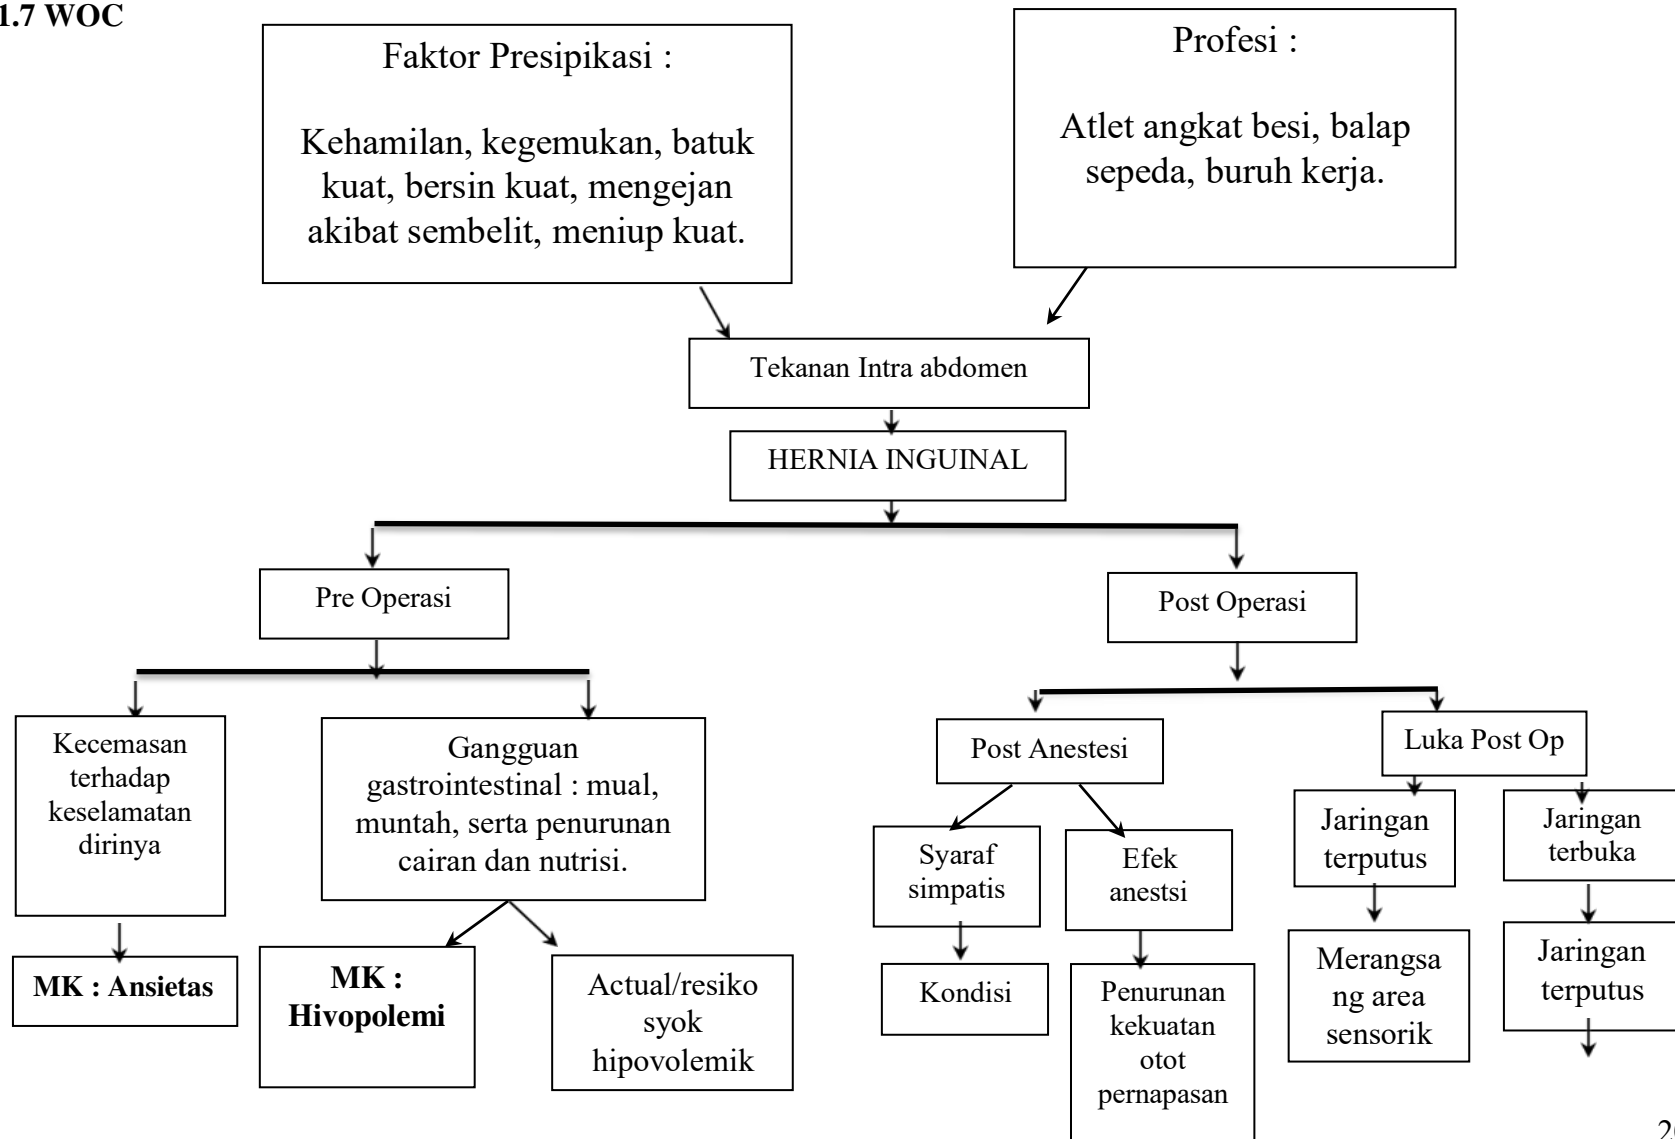 1.7 WOC
Faktor Presipikasi :
Kehamilan, kegemukan, batuk
kuat, bersin kuat, mengejan
akibat sembelit, meniup kuat.
Profesi :
Atlet angkat besi, balap
sepeda, buruh kerja.
Tekanan Intra abdomen
HERNIA INGUINAL
Pre Operasi
Post Operasi
Kecemasan
terhadap
keselamatan
dirinya
Gangguan
gastrointestinal : mual,
muntah, serta penurunan
cairan dan nutrisi.
Post Anestesi
Luka Post Op
Syaraf
simpatis
Efek
anestsi
Jaringan
terputus
Jaringan
terbuka
MK : Ansietas
MK :
Hivopolemi
Actual/resiko
syok
hipovolemik
Kondisi
Penurunan
kekuatan
otot
pernapasan
Merangsa
ng area
sensorik
Jaringan
terputus